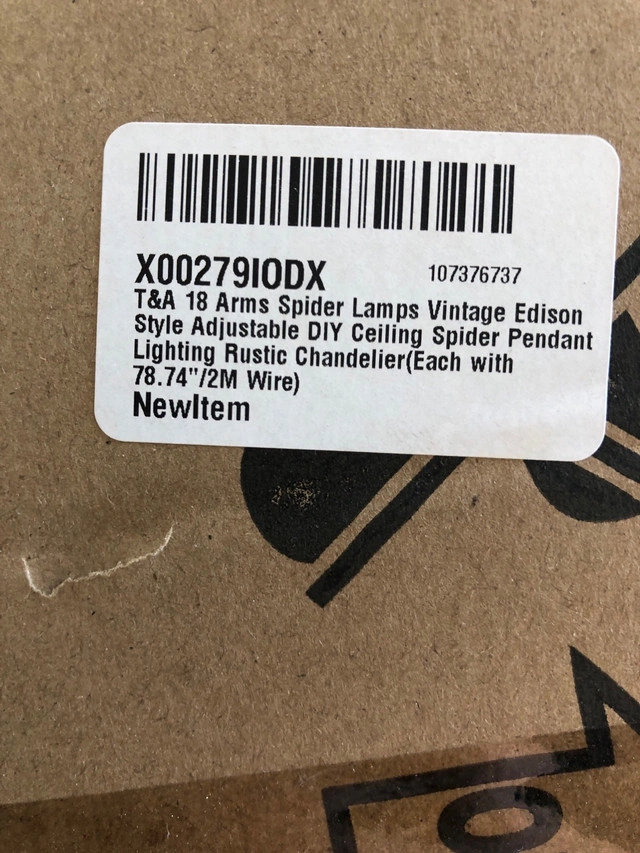 X00279IODX 107376737
T&A 18 Arms Spider Lamps Vintage Edison
Style Adjustable DIY Ceiling Spider Pendant
Lighting Rustic Chandelier(Each with
78.74"/2M Wire)
NewItem